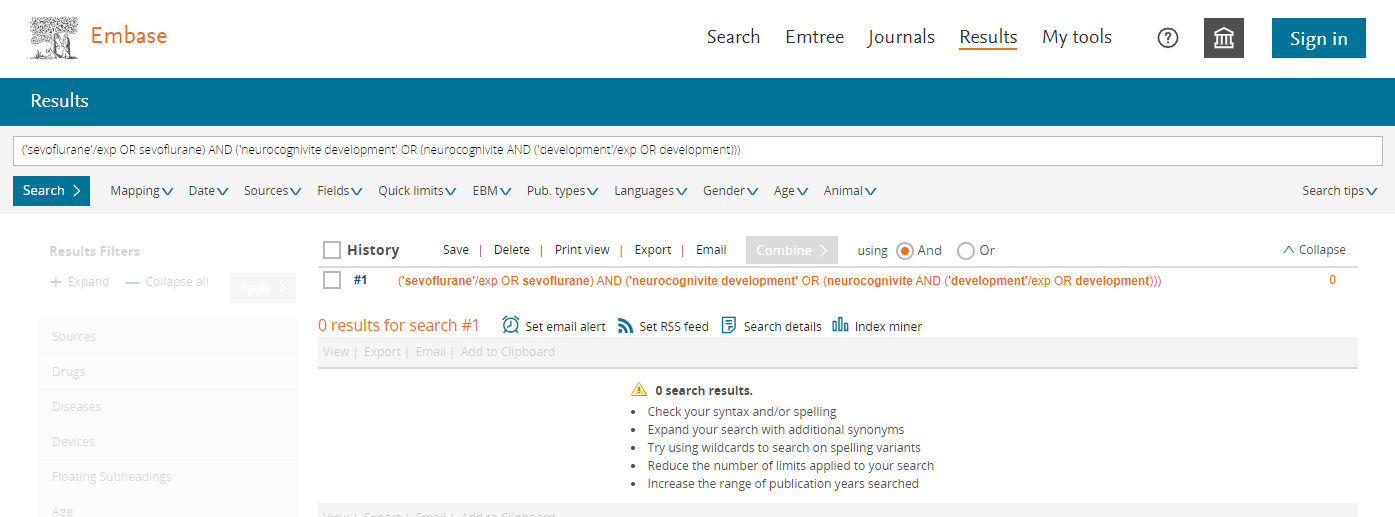 Embase
Search Emtree Journals Results My tools ? Sign in
Results
('sevoflurane'/exp OR sevoflurane) AND ('neurocognivite development' OR (neurocognivite AND ('development'/exp OR development)))
Search Mapping Date Sources Fields Quick limits EBM Pub. types Languages Gender Age Animal Search tips
Results Filters
Expand Collapse all Apply
Sources
Drugs
Diseases
Devices
Floating Subheadings
Age
History Save | Delete | Print view | Export | Email Combine using And Or Collapse
#1 ('sevoflurane'/exp OR sevoflurane) AND ('neurocognivite development' OR (neurocognivite AND ('development'/exp OR development))) 0
0 results for search #1 Set email alert Set RSS feed Search details Index miner
View | Export | Email | Add to Clipboard
0 search results.
• Check your syntax and/or spelling
• Expand your search with additional synonyms
• Try using wildcards to search on spelling variants
• Reduce the number of limits applied to your search
• Increase the range of publication years searched
View | Export | Email | Add to Clipboard